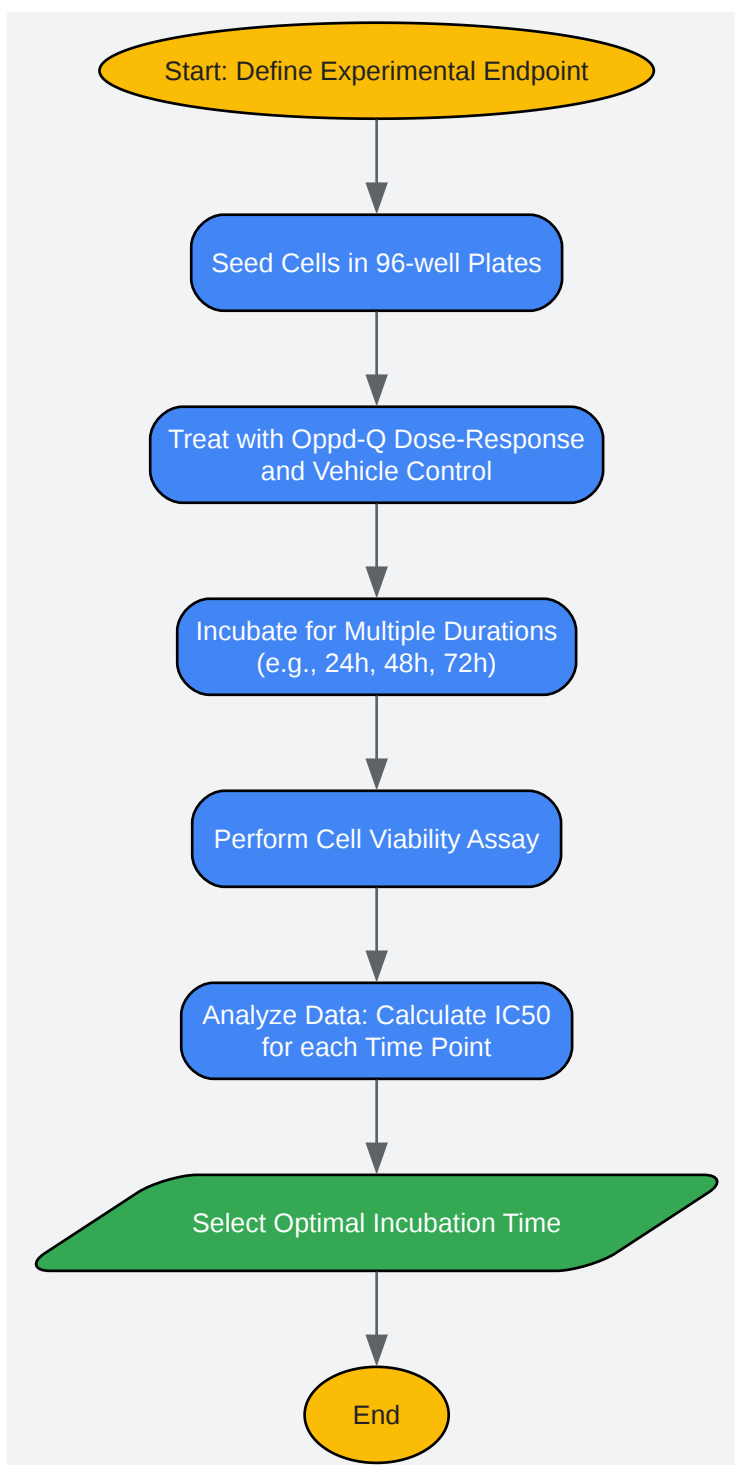 Start: Define Experimental Endpoint
Seed Cells in 96-well Plates
Treat with Oppd-Q Dose-Response
and Vehicle Control
Incubate for Multiple Durations
(e.g., 24h, 48h, 72h)
Perform Cell Viability Assay
Analyze Data: Calculate IC50
for each Time Point
Select Optimal Incubation Time
End